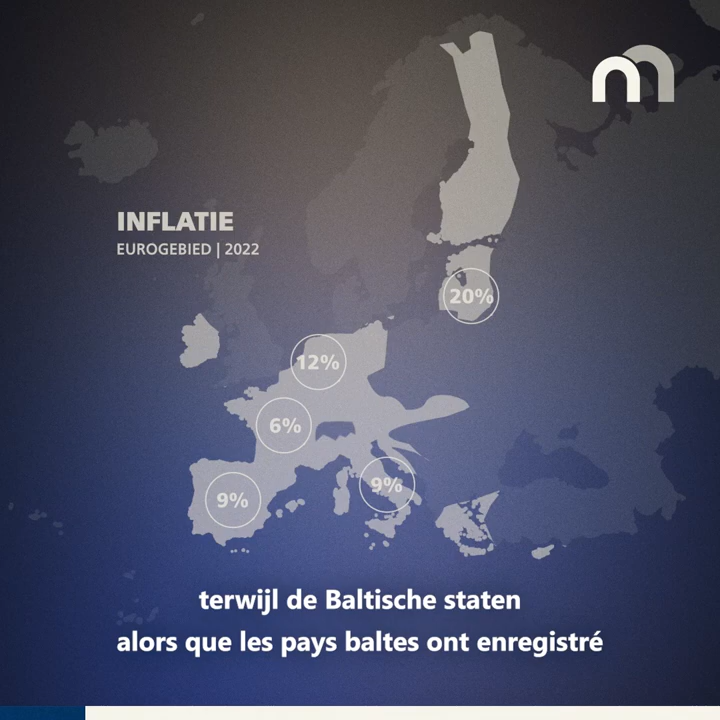 INFLATIE
EUROGEBIED | 2022
20%
12%
6%
9%
9%
terwijl de Baltische staten
alors que les pays baltes ont enregistré